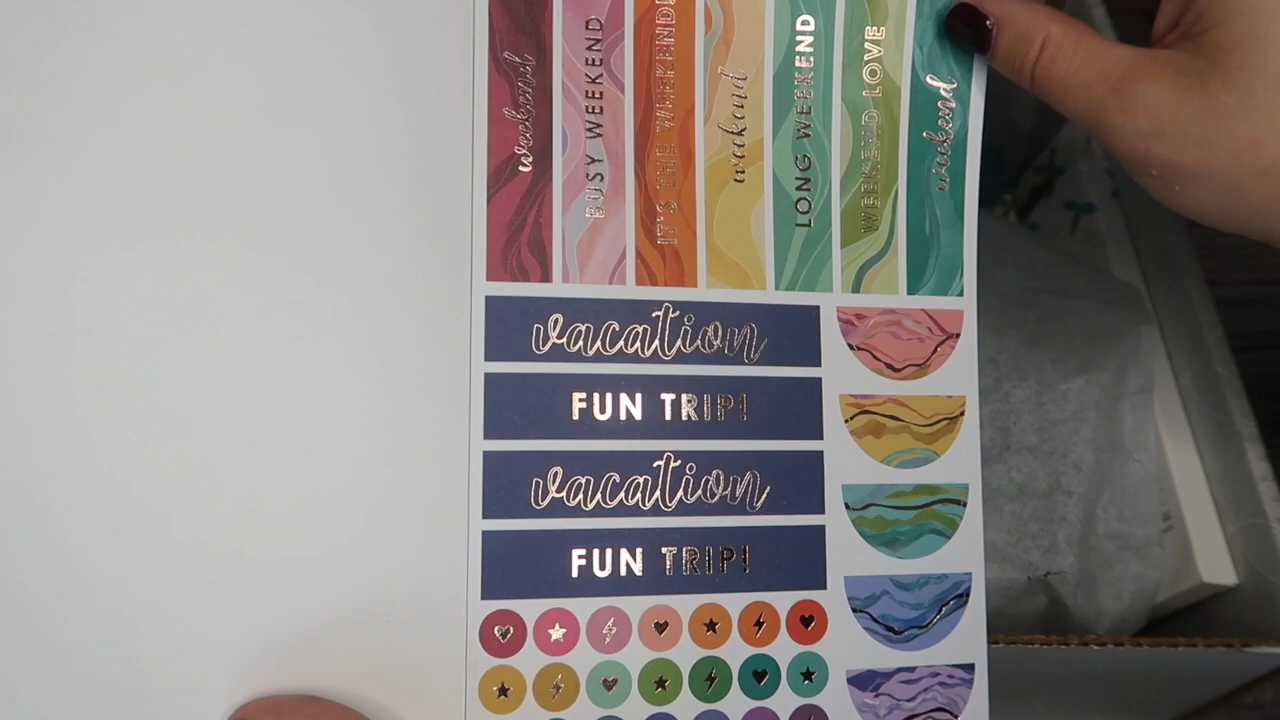 weekend
BUSY WEEKEND
IT'S THE WEEKEND!
weekend
LONG WEEKEND
WEEKEND LOVE
weekend
vacation
FUN TRIP!
vacation
FUN TRIP!